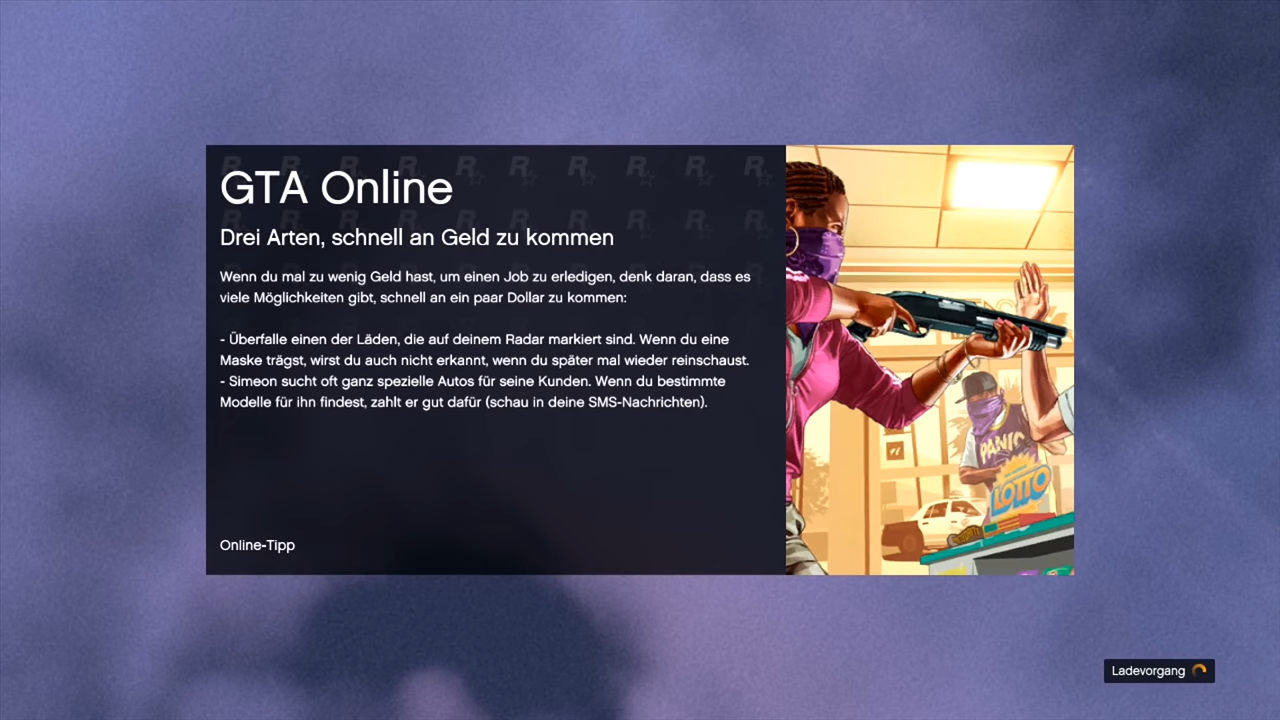 GTA Online
Drei Arten, schnell an Geld zu kommen
Wenn du mal zu wenig Geld hast, um einen Job zu erledigen, denk daran, dass es
viele Möglichkeiten gibt, schnell an ein paar Dollar zu kommen:
- Überfalle einen der Läden, die auf deinem Radar markiert sind. Wenn du eine
Maske trägst, wirst du auch nicht erkannt, wenn du später mal wieder reinschaust.
- Simeon sucht oft ganz spezielle Autos für seine Kunden. Wenn du bestimmte
Modelle für ihn findest, zahlt er gut dafür (schau in deine SMS-Nachrichten).
Online-Tipp
PANIC
LOTTO
Ladevorgang